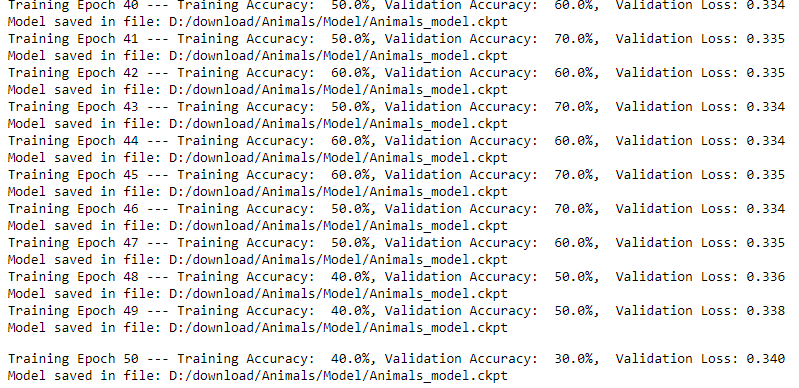 Training Epoch 40 --- Training Accuracy:  50.0%, Validation Accuracy:  60.0%,  Validation Loss: 0.334
Model saved in file: D:/download/Animals/Model/Animals_model.ckpt
Training Epoch 41 --- Training Accuracy:  50.0%, Validation Accuracy:  70.0%,  Validation Loss: 0.335
Model saved in file: D:/download/Animals/Model/Animals_model.ckpt
Training Epoch 42 --- Training Accuracy:  60.0%, Validation Accuracy:  60.0%,  Validation Loss: 0.335
Model saved in file: D:/download/Animals/Model/Animals_model.ckpt
Training Epoch 43 --- Training Accuracy:  50.0%, Validation Accuracy:  70.0%,  Validation Loss: 0.334
Model saved in file: D:/download/Animals/Model/Animals_model.ckpt
Training Epoch 44 --- Training Accuracy:  60.0%, Validation Accuracy:  60.0%,  Validation Loss: 0.334
Model saved in file: D:/download/Animals/Model/Animals_model.ckpt
Training Epoch 45 --- Training Accuracy:  60.0%, Validation Accuracy:  70.0%,  Validation Loss: 0.335
Model saved in file: D:/download/Animals/Model/Animals_model.ckpt
Training Epoch 46 --- Training Accuracy:  50.0%, Validation Accuracy:  70.0%,  Validation Loss: 0.334
Model saved in file: D:/download/Animals/Model/Animals_model.ckpt
Training Epoch 47 --- Training Accuracy:  50.0%, Validation Accuracy:  60.0%,  Validation Loss: 0.335
Model saved in file: D:/download/Animals/Model/Animals_model.ckpt
Training Epoch 48 --- Training Accuracy:  40.0%, Validation Accuracy:  50.0%,  Validation Loss: 0.336
Model saved in file: D:/download/Animals/Model/Animals_model.ckpt
Training Epoch 49 --- Training Accuracy:  40.0%, Validation Accuracy:  50.0%,  Validation Loss: 0.338
Model saved in file: D:/download/Animals/Model/Animals_model.ckpt
Training Epoch 50 --- Training Accuracy:  40.0%, Validation Accuracy:  30.0%,  Validation Loss: 0.340
Model saved in file: D:/download/Animals/Model/Animals_model.ckpt